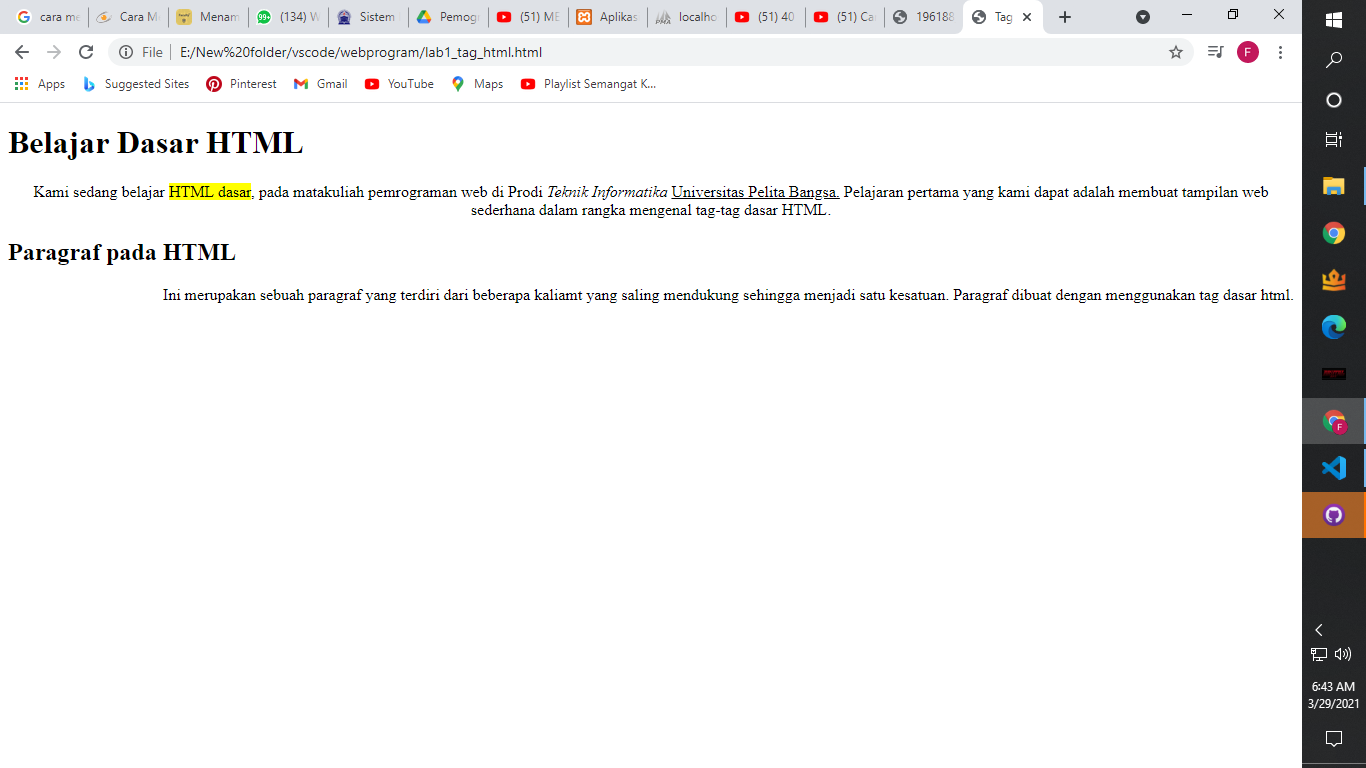 cara me
Cara M
Menam
(134) W
Sistem
Pemog
(51) ME
Aplikas
localho
(51) 40
(51) Ca
196188
Tag
File
E:/New%20folder/vscode/webprogram/lab1_tag_html.html
F
Apps
Suggested Sites
Pinterest
Gmail
YouTube
Maps
Playlist Semangat K...
Belajar Dasar HTML
Kami sedang belajar HTML dasar, pada matakuliah pemrograman web di Prodi Teknik Informatika Universitas Pelita Bangsa. Pelajaran pertama yang kami dapat adalah membuat tampilan web
sederhana dalam rangka mengenal tag-tag dasar HTML.
Paragraf pada HTML
Ini merupakan sebuah paragraf yang terdiri dari beberapa kaliamt yang saling mendukung sehingga menjadi satu kesatuan. Paragraf dibuat dengan menggunakan tag dasar html.
F
6:43 AM
3/29/2021